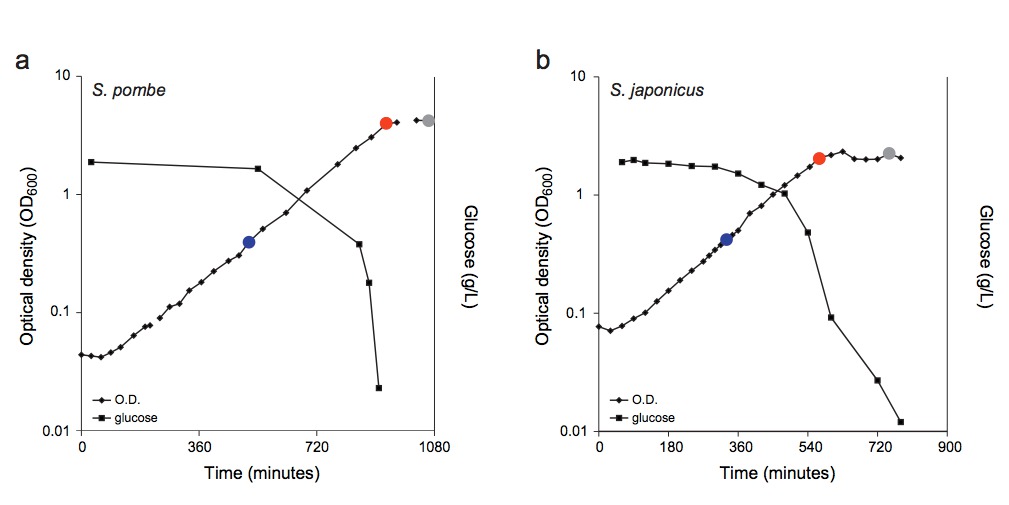 a
S. pombe
10
1
0.1
0.01
Optical density (OD600)
Glucose (g/L)
O.D.
glucose
0 360 720 1080
Time (minutes)
b
S. japonicus
10
1
0.1
0.01
Optical density (OD600)
Glucose (g/L)
O.D.
glucose
0 180 360 540 720 900
Time (minutes)